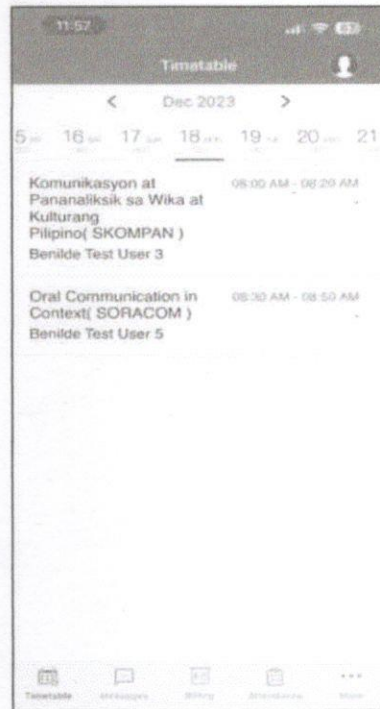 11:57
Timetable
< Dec 2023 >
5 16 17 18 19 20 21
Komunikasyon at
Pananaliksik sa Wika at
Kulturang
Pilipino( SKOMPAN )
08:00 AM - 08:20 AM
Benilde Test User 3
Oral Communication in
Context( SORACOM )
08:30 AM - 08:50 AM
Benilde Test User 5
Timetable Messages Billing Attendance More